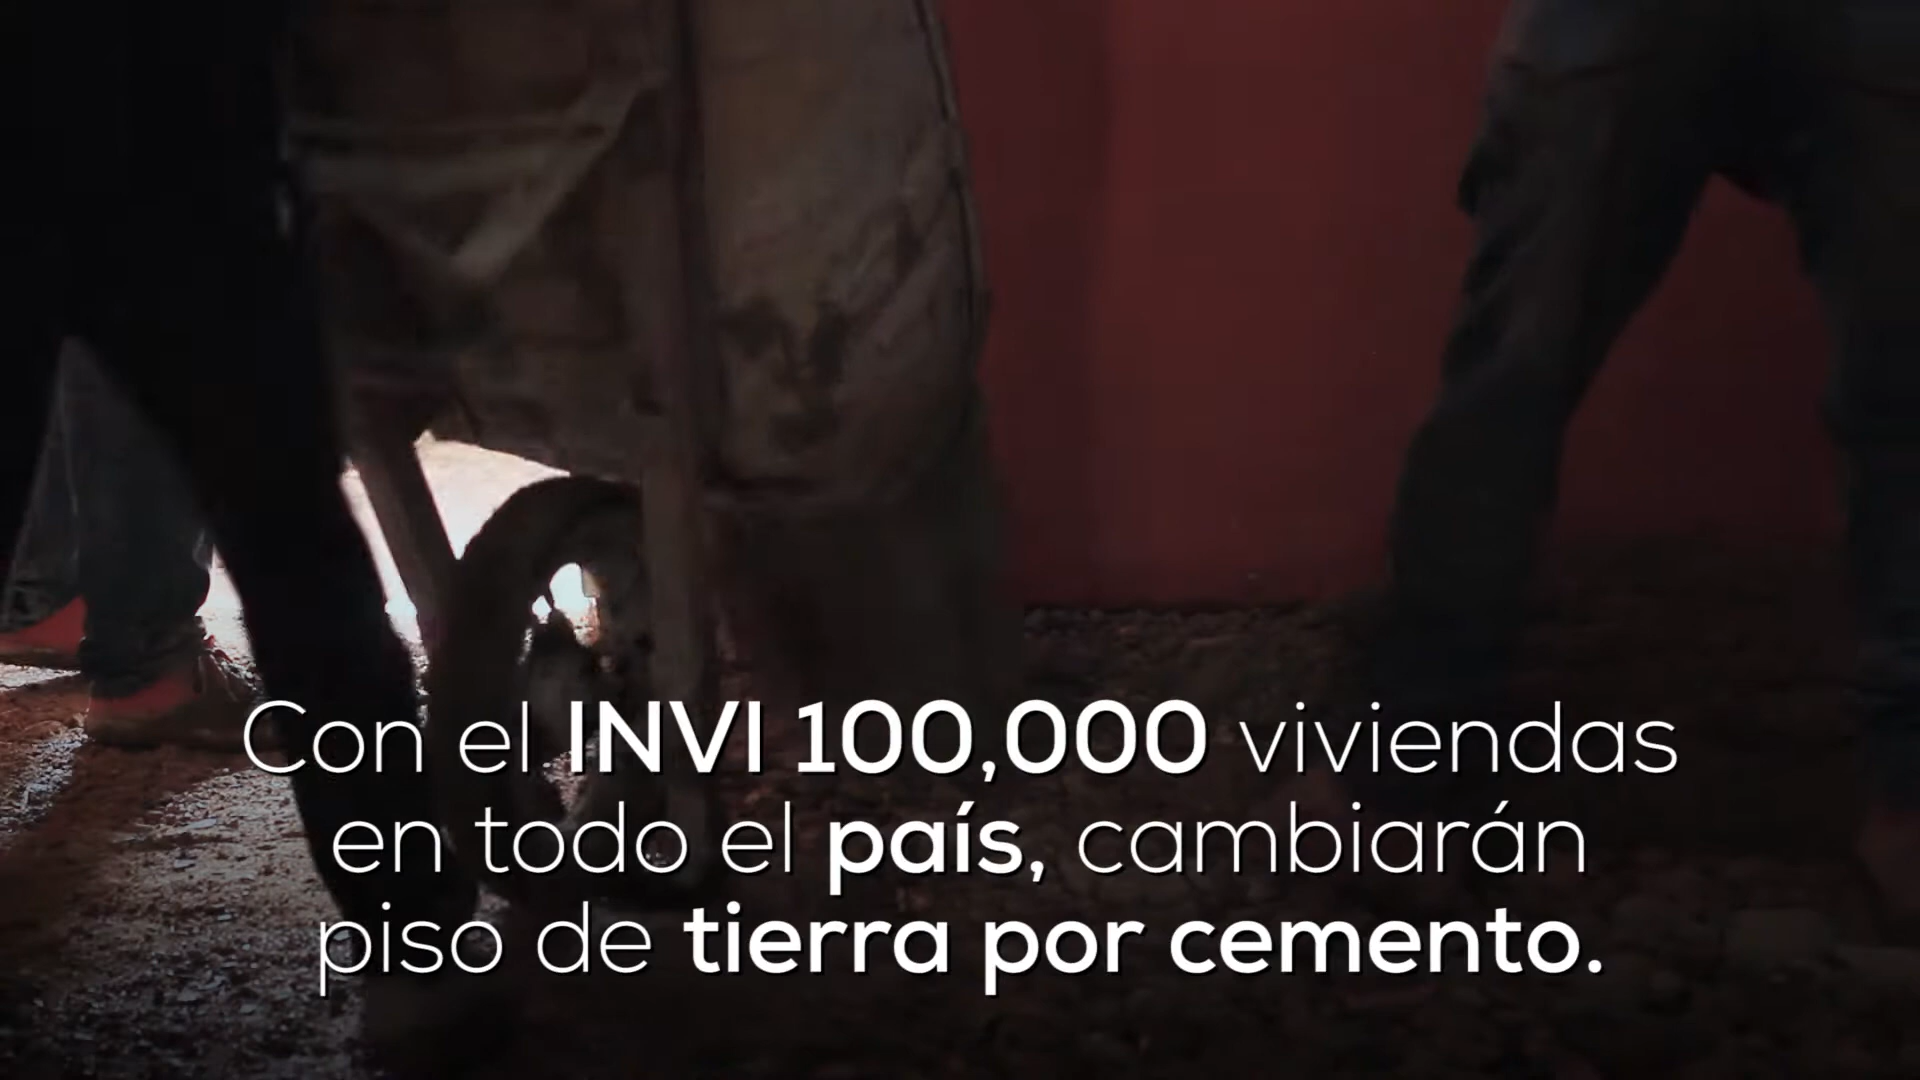 Con el INVI 100,000 viviendas
en todo el país, cambiarán
piso de tierra por cemento.